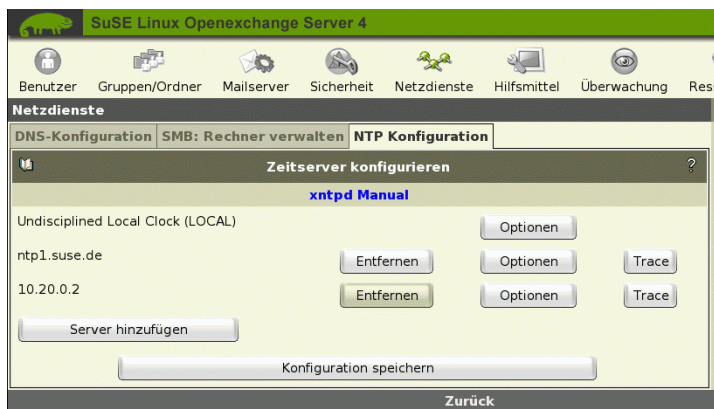 SuSE Linux Openexchange Server 4
Benutzer Gruppen/Ordner Mailserver Sicherheit Netzdienste Hilfsmittel Überwachung Res
Netzdienste
DNS-Konfiguration SMB: Rechner verwalten NTP Konfiguration
Zeitserver konfigurieren ?
xntpd Manual
Undisciplined Local Clock (LOCAL) Optionen
ntp1.suse.de Entfernen Optionen Trace
10.20.0.2 Entfernen Optionen Trace
Server hinzufügen
Konfiguration speichern
Zurück